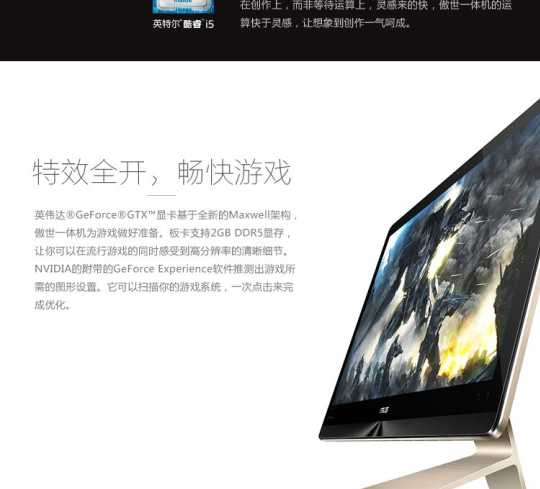 在创作上，而非等待运算上，灵感来的快，傲世一体机的运
算快于灵感，让想象到创作一气呵成。
inside
英特尔®酷睿™i5
特效全开，畅快游戏
英伟达®GeForce®GTX™显卡基于全新的Maxwell架构，
傲世一体机为游戏做好准备。板卡支持2GB DDR5显存，
让你可以在流行游戏的同时感受到高分辨率的清晰细节。
NVIDIA的附带的GeForce Experience软件推测出游戏所
需的图形设置。它可以扫描你的游戏系统，一次点击来完
成优化。
ASUS